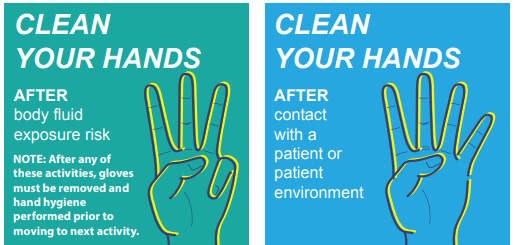 CLEAN
YOUR HANDS
AFTER
body fluid
exposure risk
NOTE: After any of
these activities, gloves
must be removed and
hand hygiene
performed prior to
moving to next activity.
CLEAN
YOUR HANDS
AFTER
contact
with a
patient or
patient
environment